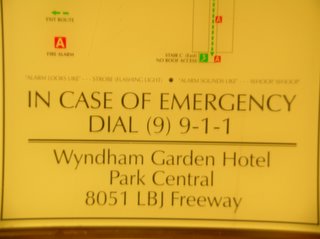 EXIT ROUTE
A
FIRE ALARM
A
STAIR C (East)
NO ROOF ACCESS
A
"ALARM LOOKS LIKE" - - - STROBE (FLASHING LIGHT) ● "ALARM SOUNDS LIKE" - - - WHOOP WHOOP
IN CASE OF EMERGENCY
DIAL (9) 9-1-1
Wyndham Garden Hotel
Park Central
8051 LBJ Freeway